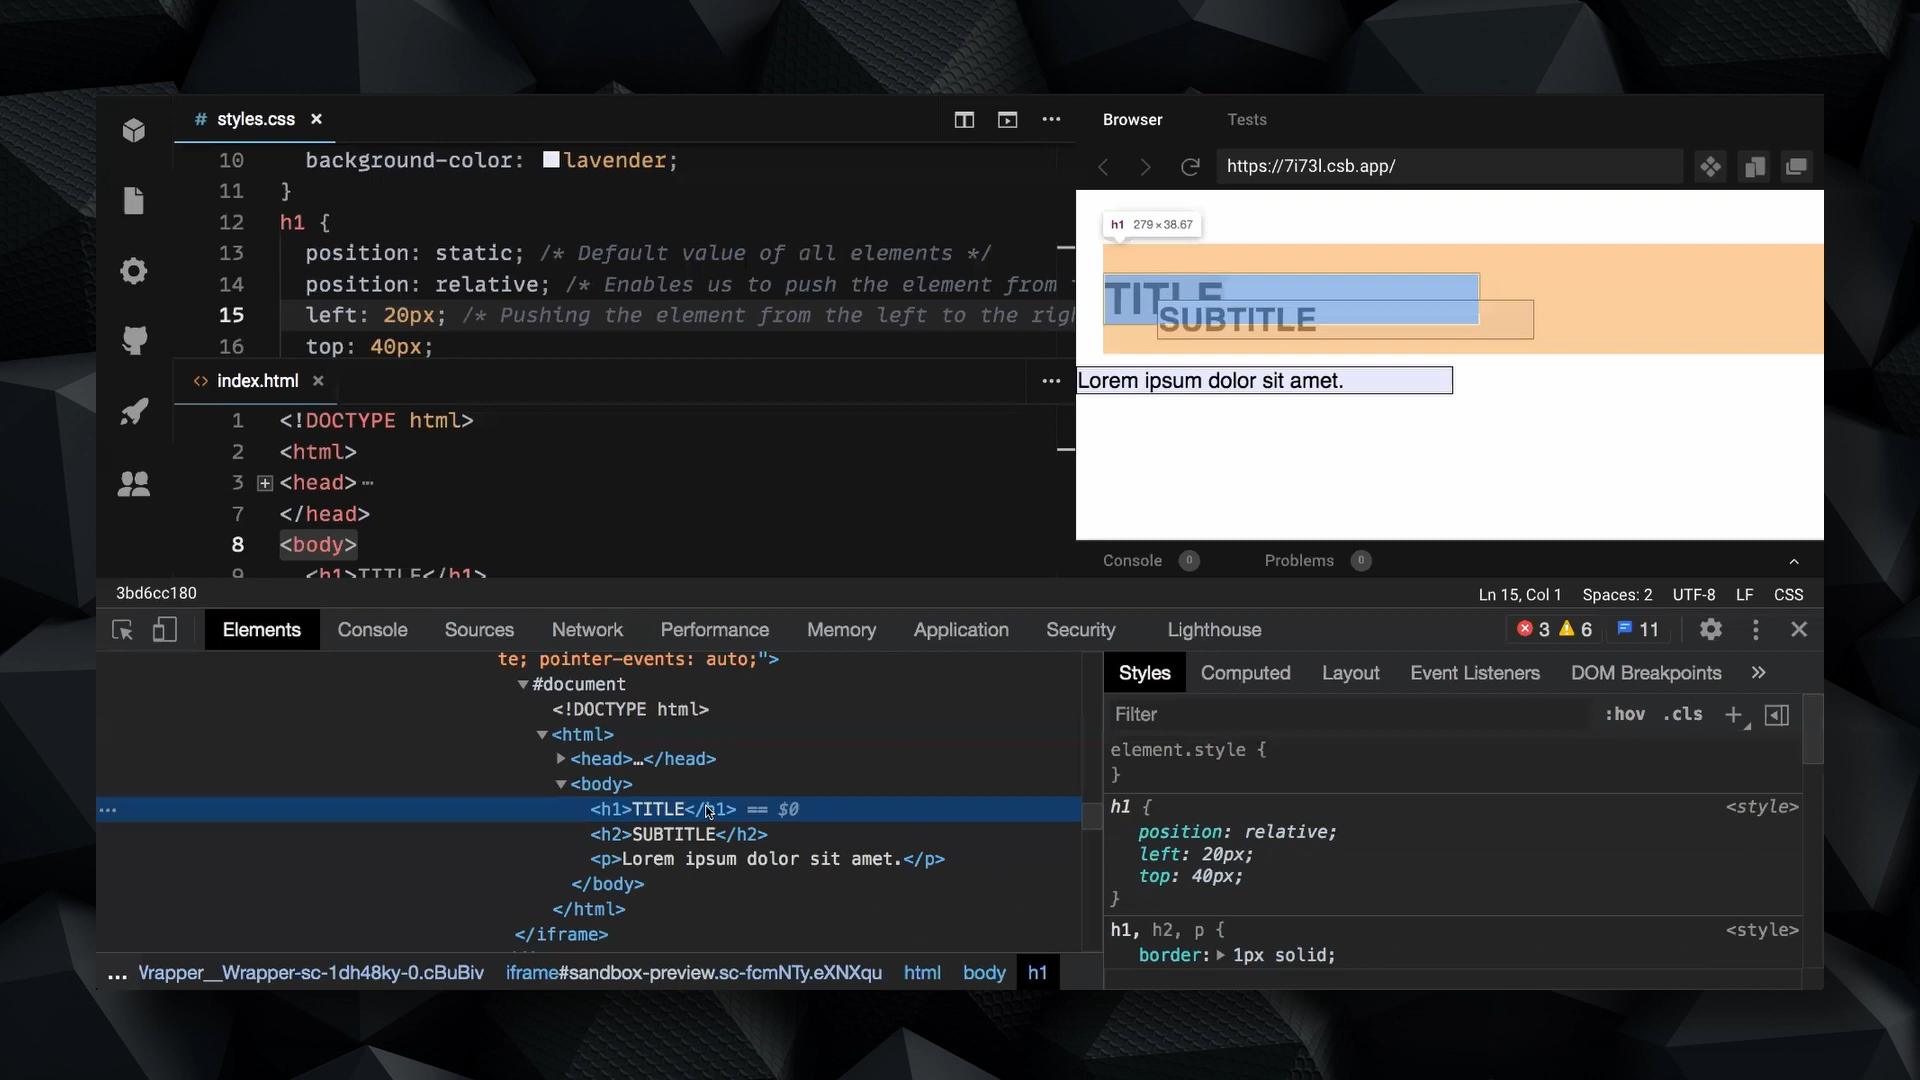 # styles.css ×
10 background-color: lavender;
11 }
12 h1 {
13 position: static; /* Default value of all elements */
14 position: relative; /* Enables us to push the element from
15 left: 20px; /* Pushing the element from the left to the righ
16 top: 40px;
<> index.html ×
1 <!DOCTYPE html>
2 <html>
3 <head>
7 </head>
8 <body>
9 <h1>TITLE</h1>
3bd6cc180
Browser Tests
https://7i73l.csb.app/
h1 279 × 38.67
TITLE
SUBTITLE
Lorem ipsum dolor sit amet.
Console 0 Problems 0
Ln 15, Col 1 Spaces: 2 UTF-8 LF CSS
Elements Console Sources Network Performance Memory Application Security Lighthouse 3 6 11
te; pointer-events: auto;">
#document
<!DOCTYPE html>
<html>
<head>…</head>
<body>
<h1>TITLE</h1> == $0
<h2>SUBTITLE</h2>
<p>Lorem ipsum dolor sit amet.</p>
</body>
</html>
</iframe>
... Wrapper__Wrapper-sc-1dh48ky-0.cBuBiv iframe#sandbox-preview.sc-fcmNTy.eXNXqu html body h1
Styles Computed Layout Event Listeners DOM Breakpoints »
Filter :hov .cls +
element.style {
}
h1 { <style>
position: relative;
left: 20px;
top: 40px;
}
h1, h2, p { <style>
border: 1px solid;